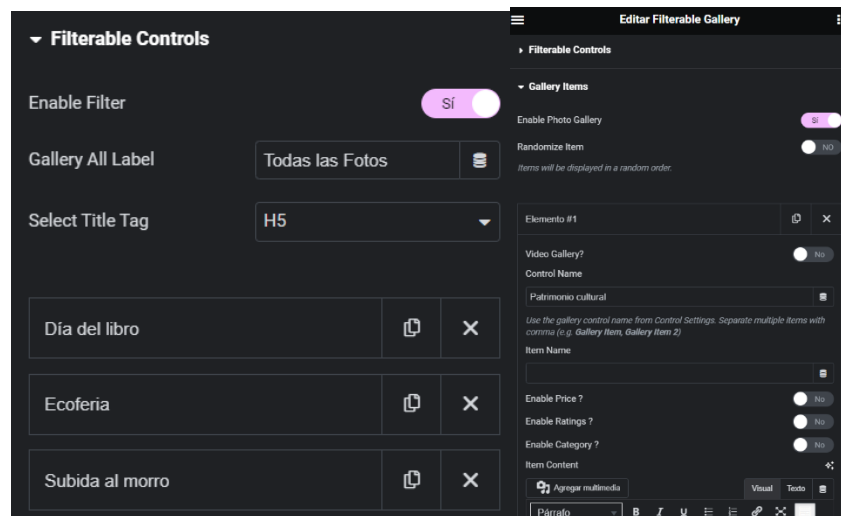 Filterable Controls
Enable Filter
Sí
Gallery All Label
Todas las Fotos
Select Title Tag
H5
Día del libro
Ecoferia
Subida al morro
Editar Filterable Gallery
Filterable Controls
Gallery Items
Enable Photo Gallery
Sí
Randomize Item
NO
Items will be displayed in a random order.
Elemento #1
Video Gallery?
No
Control Name
Patrimonio cultural
Use the gallery control name from Control Settings. Separate multiple items with
comma (e.g. Gallery Item, Gallery Item 2)
Item Name
Enable Price ?
No
Enable Ratings ?
No
Enable Category ?
No
Item Content
Agregar multimedia
Visual
Texto
Párrafo
B I U